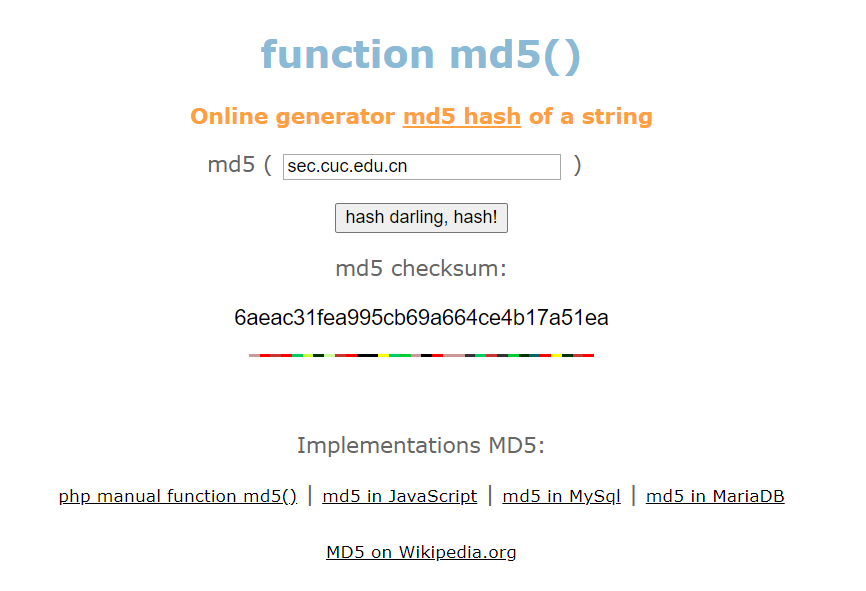 function md5()
Online generator md5 hash of a string
md5 ( sec.cuc.edu.cn )
hash darling, hash!
md5 checksum:
6aeac31fea995cb69a664ce4b17a51ea
Implementations MD5:
php manual function md5() | md5 in JavaScript | md5 in MySql | md5 in MariaDB
MD5 on Wikipedia.org